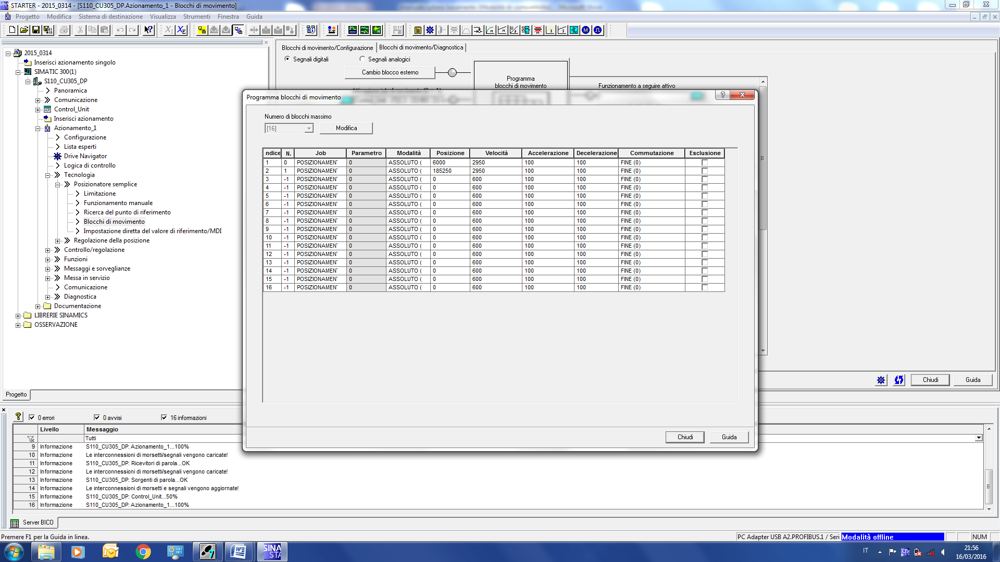 STARTER - 2015_0314 - [S110_CU305_DP.Azionamento_1 - Blocchi di movimento]
Progetto Modifica Sistema di destinazione Visualizza Strumenti Finestra Guida
2015_0314
Inserisci azionamento singolo
SIMATIC 300(1)
S110_CU305_DP
Panoramica
Comunicazione
Control_Unit
Inserisci azionamento
Azionamento_1
Configurazione
Lista esperti
Drive Navigator
Logica di controllo
Tecnologia
Posizionatore semplice
Limitazione
Funzionamento manuale
Ricerca del punto di riferimento
Blocchi di movimento
Impostazione diretta del valore di riferimento/MDI
Regolazione della posizione
Controllo/regolazione
Funzioni
Messaggi e sorveglianze
Messa in servizio
Comunicazione
Diagnostica
Documentazione
LIBRERIE SINAMICS
OSSERVAZIONE
Progetto
Blocchi di movimento/Configurazione Blocchi di movimento/Diagnostica
Segnali digitali Segnali analogici
Cambio blocco esterno
Programma
blocchi di movimento
Funzionamento a seguire attivo
Programma blocchi di movimento
Numero di blocchi massimo
[16] Modifica
ndice N. Job Parametro Modalità Posizione Velocità Accelerazione Decelerazione Commutazione Esclusione
1 0 POSIZIONAMENT 0 ASSOLUTO ( 6000 2950 100 100 FINE (0)
2 1 POSIZIONAMENT 0 ASSOLUTO ( 185250 2950 100 100 FINE (0)
3 -1 POSIZIONAMENT 0 ASSOLUTO ( 0 600 100 100 FINE (0)
4 -1 POSIZIONAMENT 0 ASSOLUTO ( 0 600 100 100 FINE (0)
5 -1 POSIZIONAMENT 0 ASSOLUTO ( 0 600 100 100 FINE (0)
6 -1 POSIZIONAMENT 0 ASSOLUTO ( 0 600 100 100 FINE (0)
7 -1 POSIZIONAMENT 0 ASSOLUTO ( 0 600 100 100 FINE (0)
8 -1 POSIZIONAMENT 0 ASSOLUTO ( 0 600 100 100 FINE (0)
9 -1 POSIZIONAMENT 0 ASSOLUTO ( 0 600 100 100 FINE (0)
10 -1 POSIZIONAMENT 0 ASSOLUTO ( 0 600 100 100 FINE (0)
11 -1 POSIZIONAMENT 0 ASSOLUTO ( 0 600 100 100 FINE (0)
12 -1 POSIZIONAMENT 0 ASSOLUTO ( 0 600 100 100 FINE (0)
13 -1 POSIZIONAMENT 0 ASSOLUTO ( 0 600 100 100 FINE (0)
14 -1 POSIZIONAMENT 0 ASSOLUTO ( 0 600 100 100 FINE (0)
15 -1 POSIZIONAMENT 0 ASSOLUTO ( 0 600 100 100 FINE (0)
16 -1 POSIZIONAMENT 0 ASSOLUTO ( 0 600 100 100 FINE (0)
Chiudi Guida
Chiudi Guida
0 errori 0 avvisi 16 informazioni
Livello Messaggio
Tutti
9 Informazione S110_CU305_DP: Azionamento_1...100%
10 Informazione Le interconnessioni di morsetti/segnali vengono caricate!
11 Informazione S110_CU305_DP: Ricevitori di parola...OK
12 Informazione Le interconnessioni di morsetti/segnali vengono caricate!
13 Informazione S110_CU305_DP: Sorgenti di parola...OK
14 Informazione Le interconnessioni di morsetti e segnali vengono aggiornate!
15 Informazione S110_CU305_DP: Control_Unit...50%
16 Informazione S110_CU305_DP: Azionamento_1...100%
Server BICO
Premere F1 per la Guida in linea.
PC Adapter USB A2.PROFIBUS.1 / Seri Modalità offline NUM
IT
21:56
16/03/2016